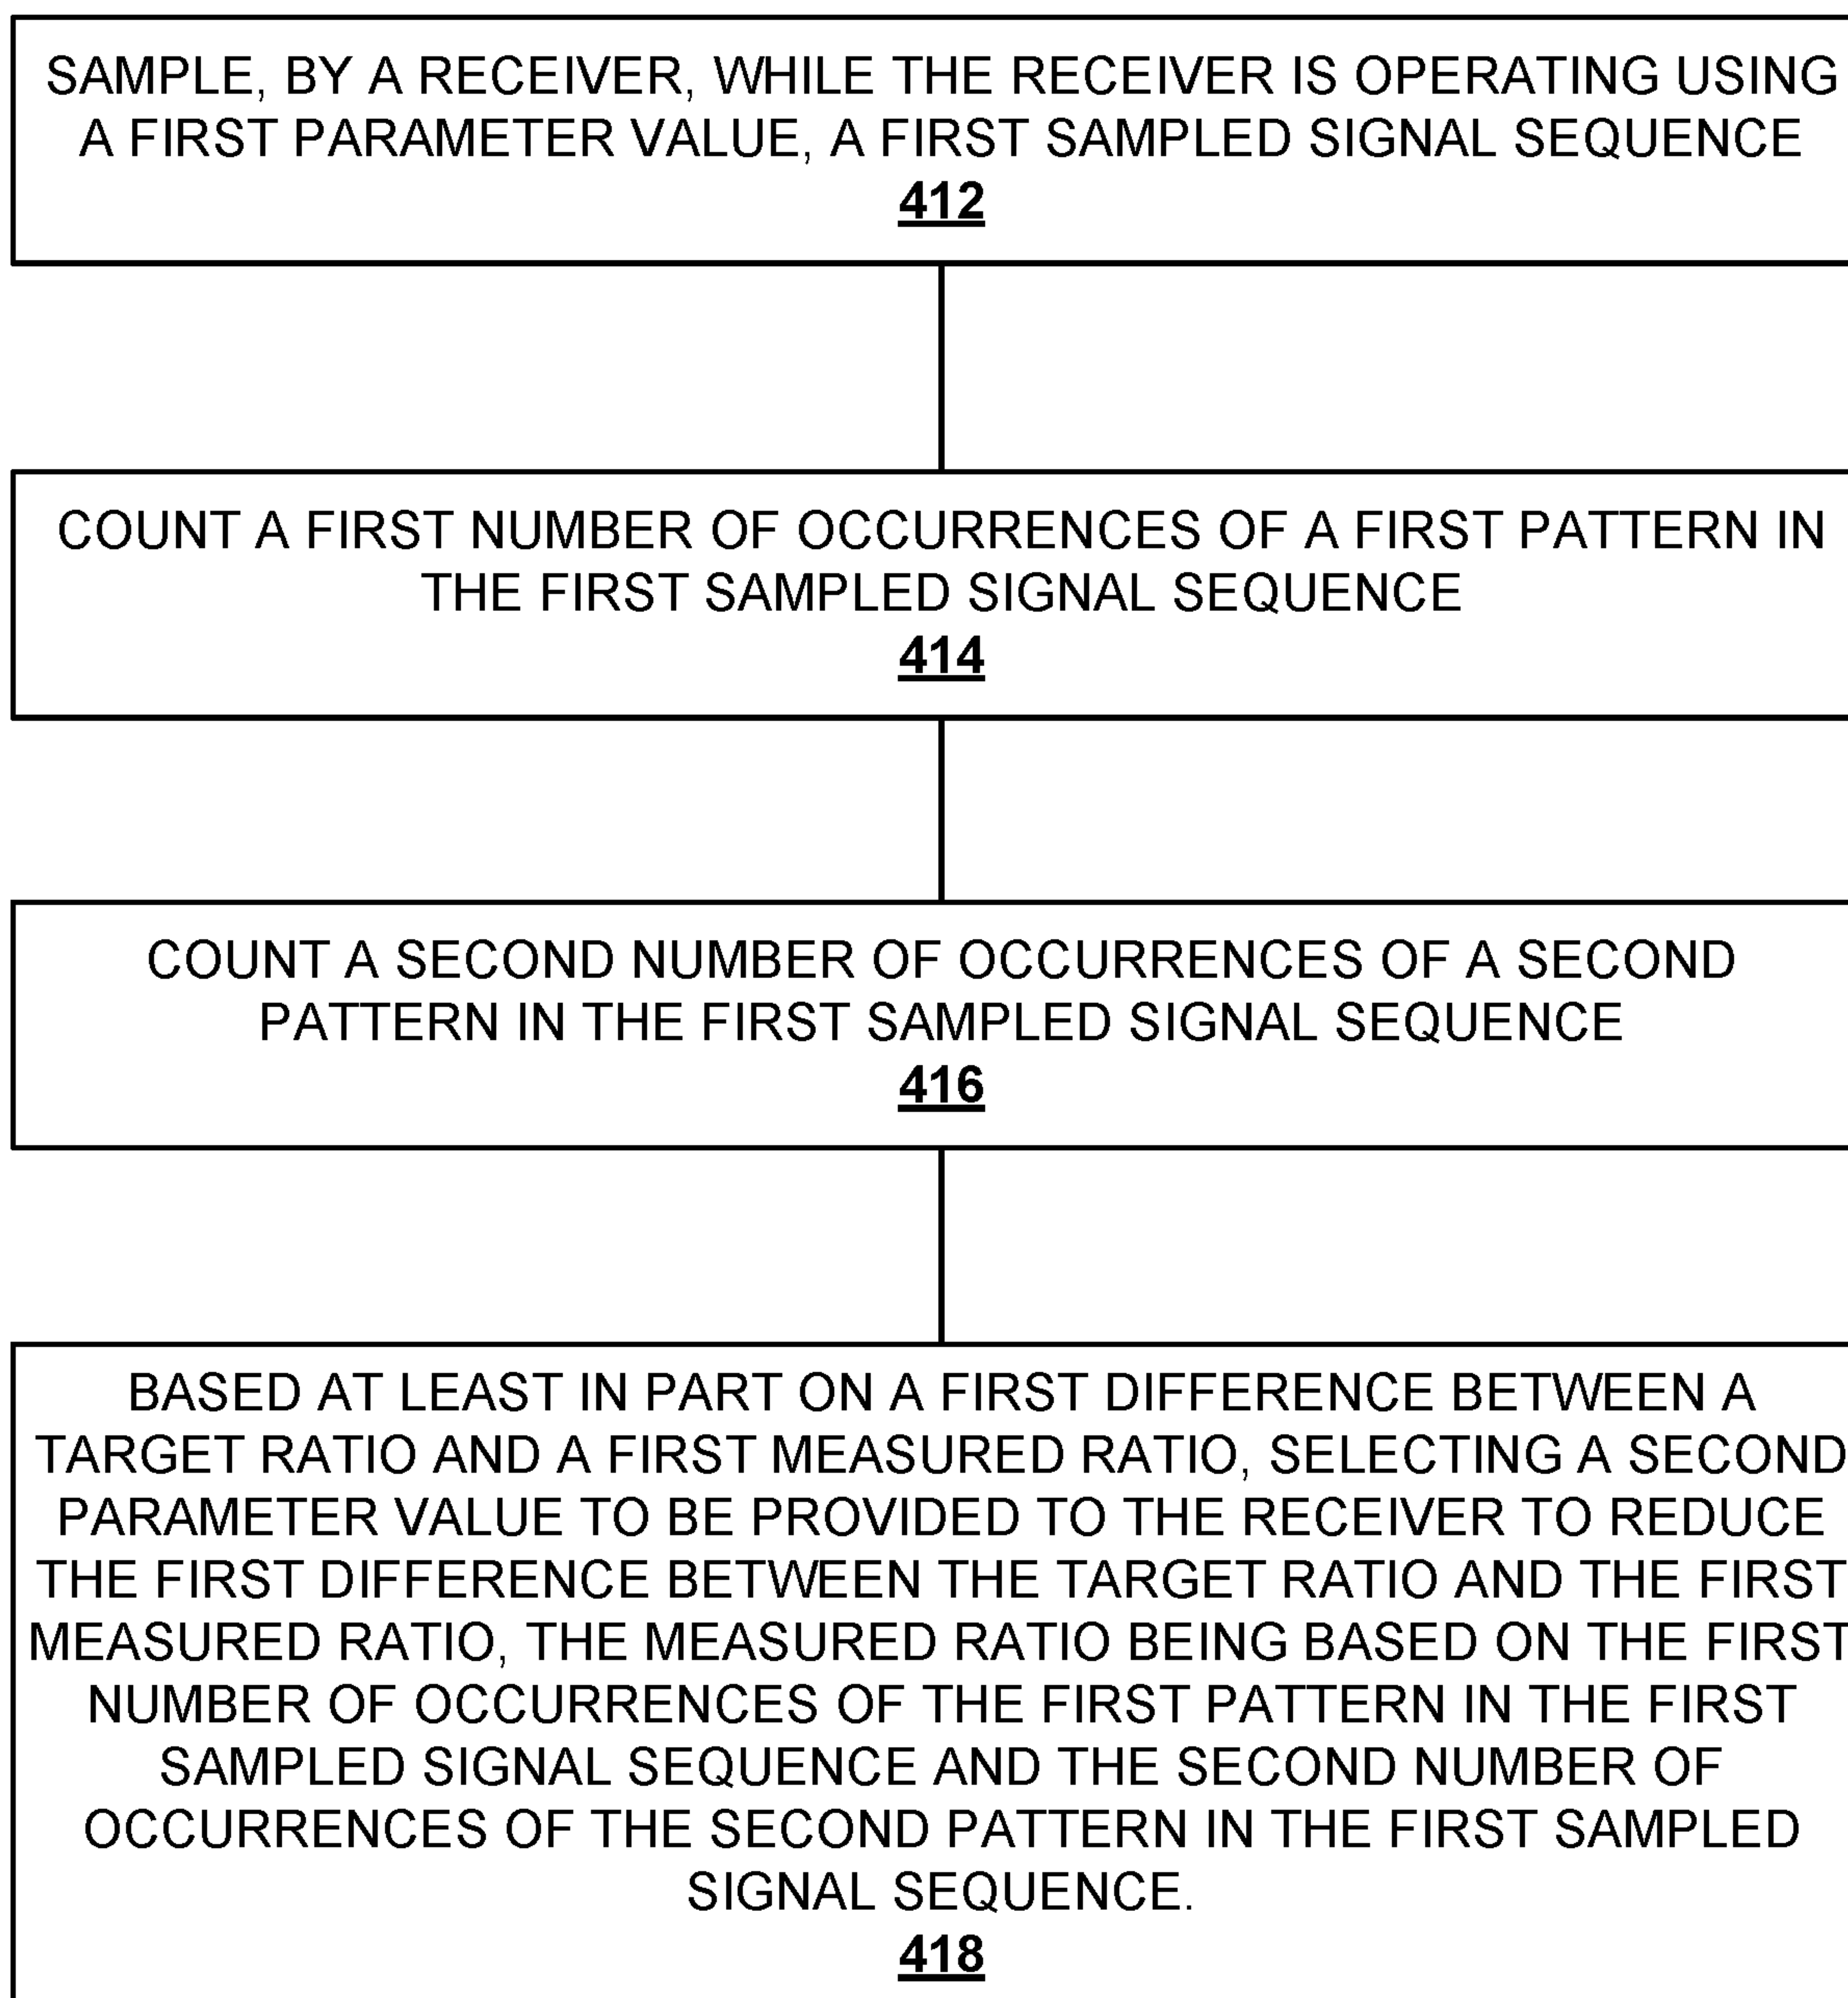 SAMPLE, BY A RECEIVER, WHILE THE RECEIVER IS OPERATING USING
A FIRST PARAMETER VALUE, A FIRST SAMPLED SIGNAL SEQUENCE
412
COUNT A FIRST NUMBER OF OCCURRENCES OF A FIRST PATTERN IN
THE FIRST SAMPLED SIGNAL SEQUENCE
414
COUNT A SECOND NUMBER OF OCCURRENCES OF A SECOND
PATTERN IN THE FIRST SAMPLED SIGNAL SEQUENCE
416
BASED AT LEAST IN PART ON A FIRST DIFFERENCE BETWEEN A
TARGET RATIO AND A FIRST MEASURED RATIO, SELECTING A SECOND
PARAMETER VALUE TO BE PROVIDED TO THE RECEIVER TO REDUCE
THE FIRST DIFFERENCE BETWEEN THE TARGET RATIO AND THE FIRST
MEASURED RATIO, THE MEASURED RATIO BEING BASED ON THE FIRST
NUMBER OF OCCURRENCES OF THE FIRST PATTERN IN THE FIRST
SAMPLED SIGNAL SEQUENCE AND THE SECOND NUMBER OF
OCCURRENCES OF THE SECOND PATTERN IN THE FIRST SAMPLED
SIGNAL SEQUENCE.
418